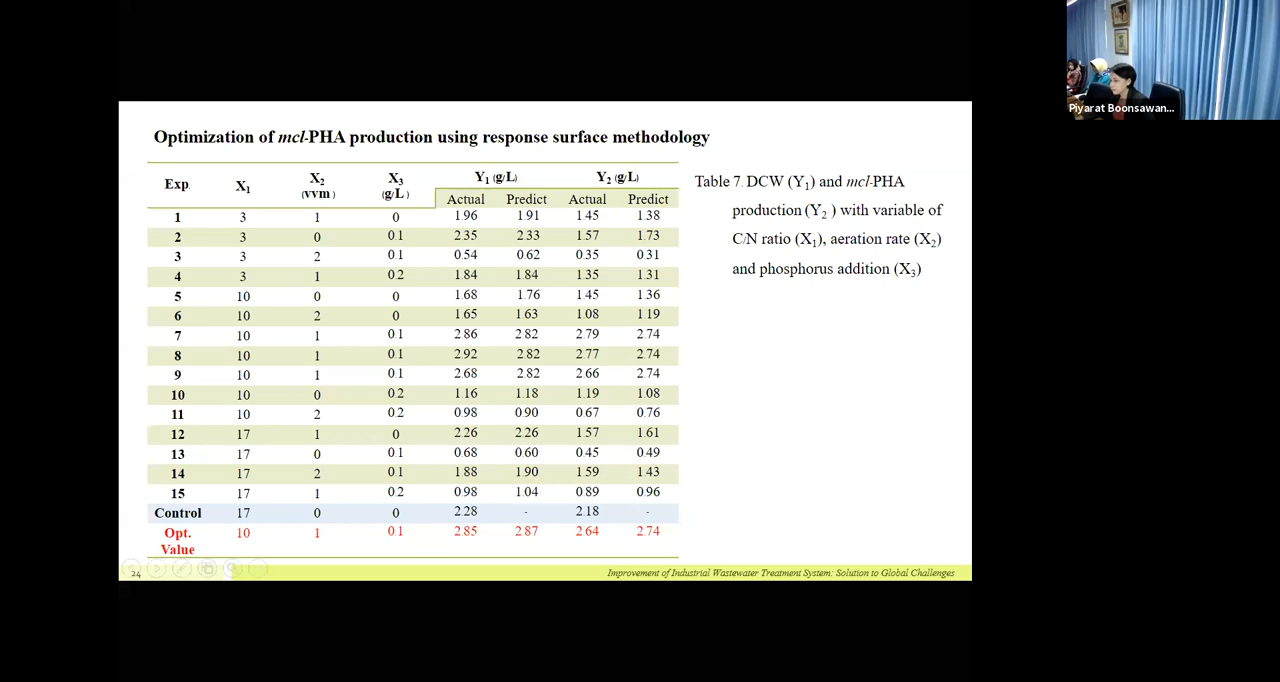 Piyarat Boonsawan...
Optimization of mcl-PHA production using response surface methodology
Exp. X₁ X₂ (vvm) X₃ (g/L) Y₁ (g/L) Y₂ (g/L)
Actual Predict Actual Predict
1 3 1 0 1.96 1.91 1.45 1.38
2 3 0 0.1 2.35 2.33 1.57 1.73
3 3 2 0.1 0.54 0.62 0.35 0.31
4 3 1 0.2 1.84 1.84 1.35 1.31
5 10 0 0 1.68 1.76 1.45 1.36
6 10 2 0 1.65 1.63 1.08 1.19
7 10 1 0.1 2.86 2.82 2.79 2.74
8 10 1 0.1 2.92 2.82 2.77 2.74
9 10 1 0.1 2.68 2.82 2.66 2.74
10 10 0 0.2 1.16 1.18 1.19 1.08
11 10 2 0.2 0.98 0.90 0.67 0.76
12 17 1 0 2.26 2.26 1.57 1.61
13 17 0 0.1 0.68 0.60 0.45 0.49
14 17 2 0.1 1.88 1.90 1.59 1.43
15 17 1 0.2 0.98 1.04 0.89 0.96
Control 17 0 0 2.28 - 2.18 -
Opt. Value 10 1 0.1 2.85 2.87 2.64 2.74
Table 7. DCW (Y₁) and mcl-PHA
production (Y₂ ) with variable of
C/N ratio (X₁), aeration rate (X₂)
and phosphorus addition (X₃)
24
Improvement of Industrial Wastewater Treatment System: Solution to Global Challenges